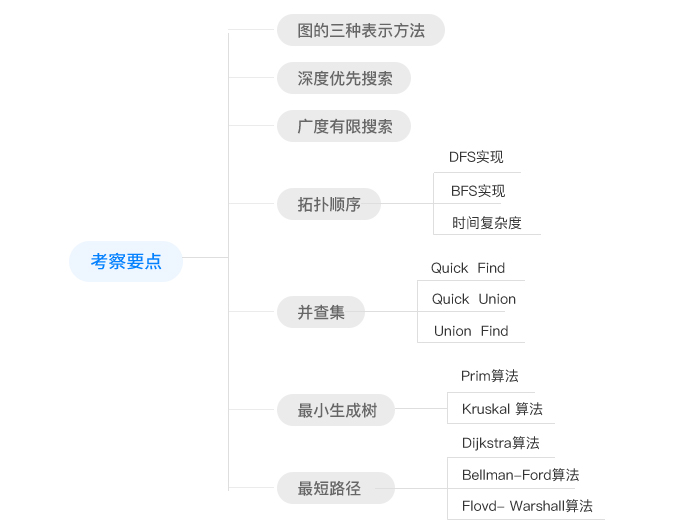 图的三种表示方法
深度优先搜索
广度有限搜索
DFS实现
拓扑顺序
BFS实现
时间复杂度
考察要点
Quick Find
Quick Union
并查集
Union Find
Prim算法
最小生成树
Kruskal 算法
Dijkstra算法
Bellman-Ford算法
最短路径
Flovd- Warshall算法